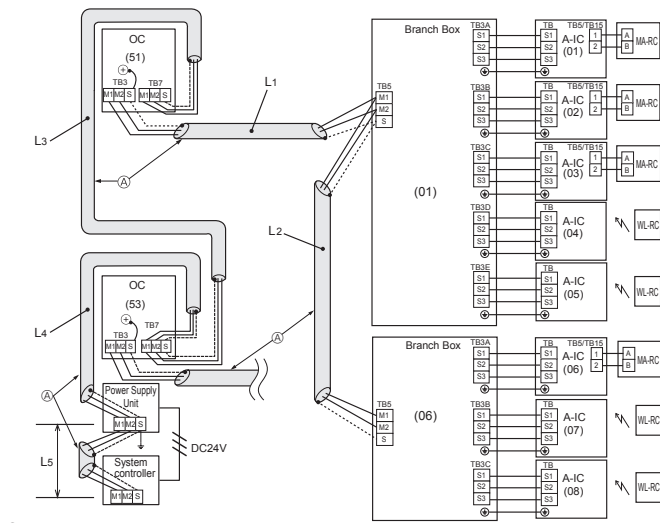 OC
(51)
TB3 TB7
M1 M2 S M1 M2 S
L1
L3
A
L2
OC
(53)
TB3 TB7
M1 M2 S M1 M2 S
L4
A
A
Power Supply
Unit
M1 M2 S
DC24V
L5
System
controller
M1 M2 S
Branch Box
TB5
M1
M2
S
(01)
TB3A
S1
S2
S3
TB
S1
S2
S3
A-IC
(01)
TB5/TB15
1
2
A
B
MA-RC
TB3B
S1
S2
S3
TB
S1
S2
S3
A-IC
(02)
TB5/TB15
1
2
A
B
MA-RC
TB3C
S1
S2
S3
TB
S1
S2
S3
A-IC
(03)
TB5/TB15
1
2
A
B
MA-RC
TB3D
S1
S2
S3
TB
S1
S2
S3
A-IC
(04)
WL-RC
TB3E
S1
S2
S3
TB
S1
S2
S3
A-IC
(05)
WL-RC
Branch Box
TB5
M1
M2
S
(06)
TB3A
S1
S2
S3
TB
S1
S2
S3
A-IC
(06)
TB5/TB15
1
2
A
B
MA-RC
TB3B
S1
S2
S3
TB
S1
S2
S3
A-IC
(07)
WL-RC
TB3C
S1
S2
S3
TB
S1
S2
S3
A-IC
(08)
WL-RC